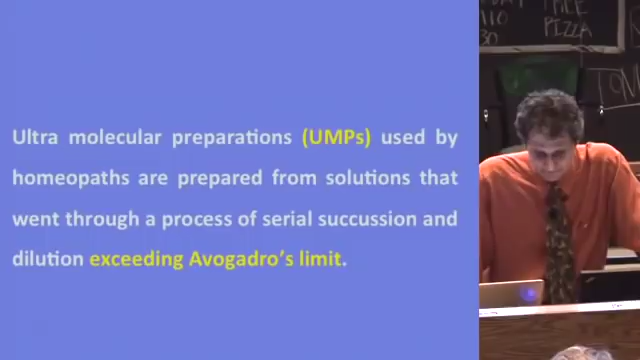 Ultra molecular preparations (UMPs) used by
homeopaths are prepared from solutions that
went through a process of serial succussion and
dilution exceeding Avogadro's limit.
PIZZA